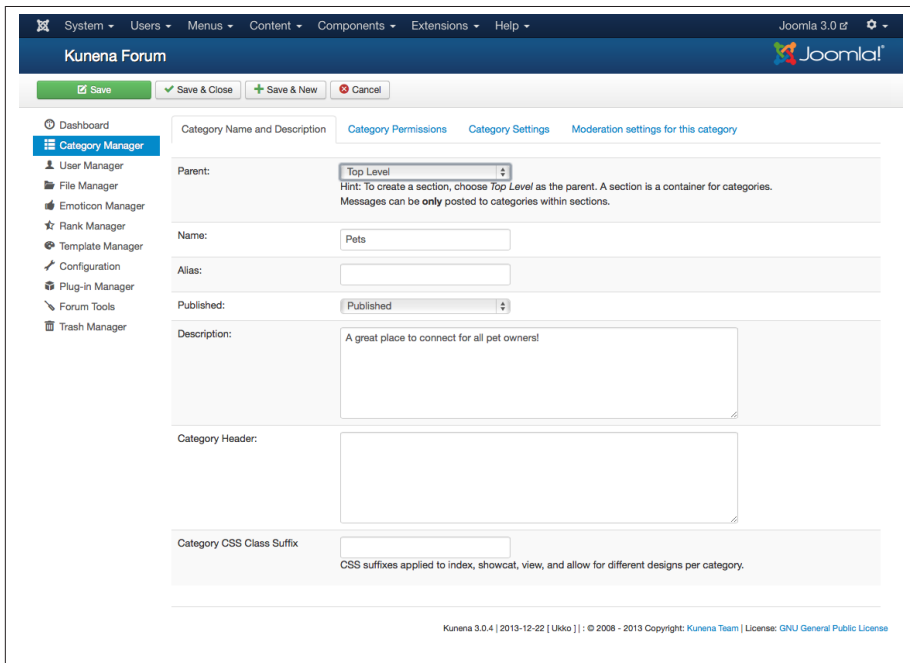 System Users Menus Content Components Extensions Help Joomla 3.0
Kunena Forum Joomla!
Save Save & Close Save & New Cancel
Dashboard
Category Manager
User Manager
File Manager
Emoticon Manager
Rank Manager
Template Manager
Configuration
Plug-in Manager
Forum Tools
Trash Manager
Category Name and Description Category Permissions Category Settings Moderation settings for this category
Parent: Top Level
Hint: To create a section, choose Top Level as the parent. A section is a container for categories.
Messages can be only posted to categories within sections.
Name: Pets
Alias:
Published: Published
Description: A great place to connect for all pet owners!
Category Header:
Category CSS Class Suffix
CSS suffixes applied to index, showcat, view, and allow for different designs per category.
Kunena 3.0.4 | 2013-12-22 [ Ukko ] | : © 2008 - 2013 Copyright: Kunena Team | License: GNU General Public License